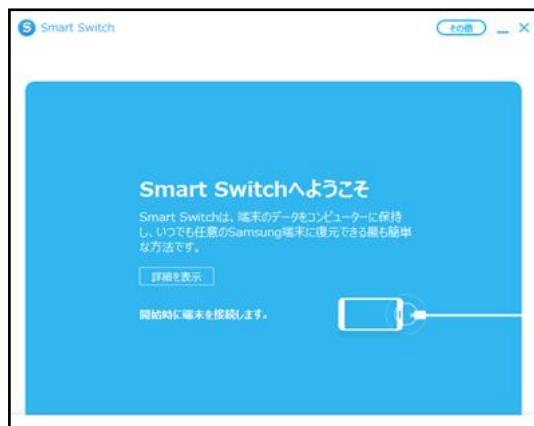 S Smart Switch
その他
Smart Switchへようこそ
Smart Switchは、端末のデータをコンピューターに保持
し、いつでも任意のSamsung端末に復元できる最も簡単
な方法です。
詳細を表示
開始時に端末を接続します。